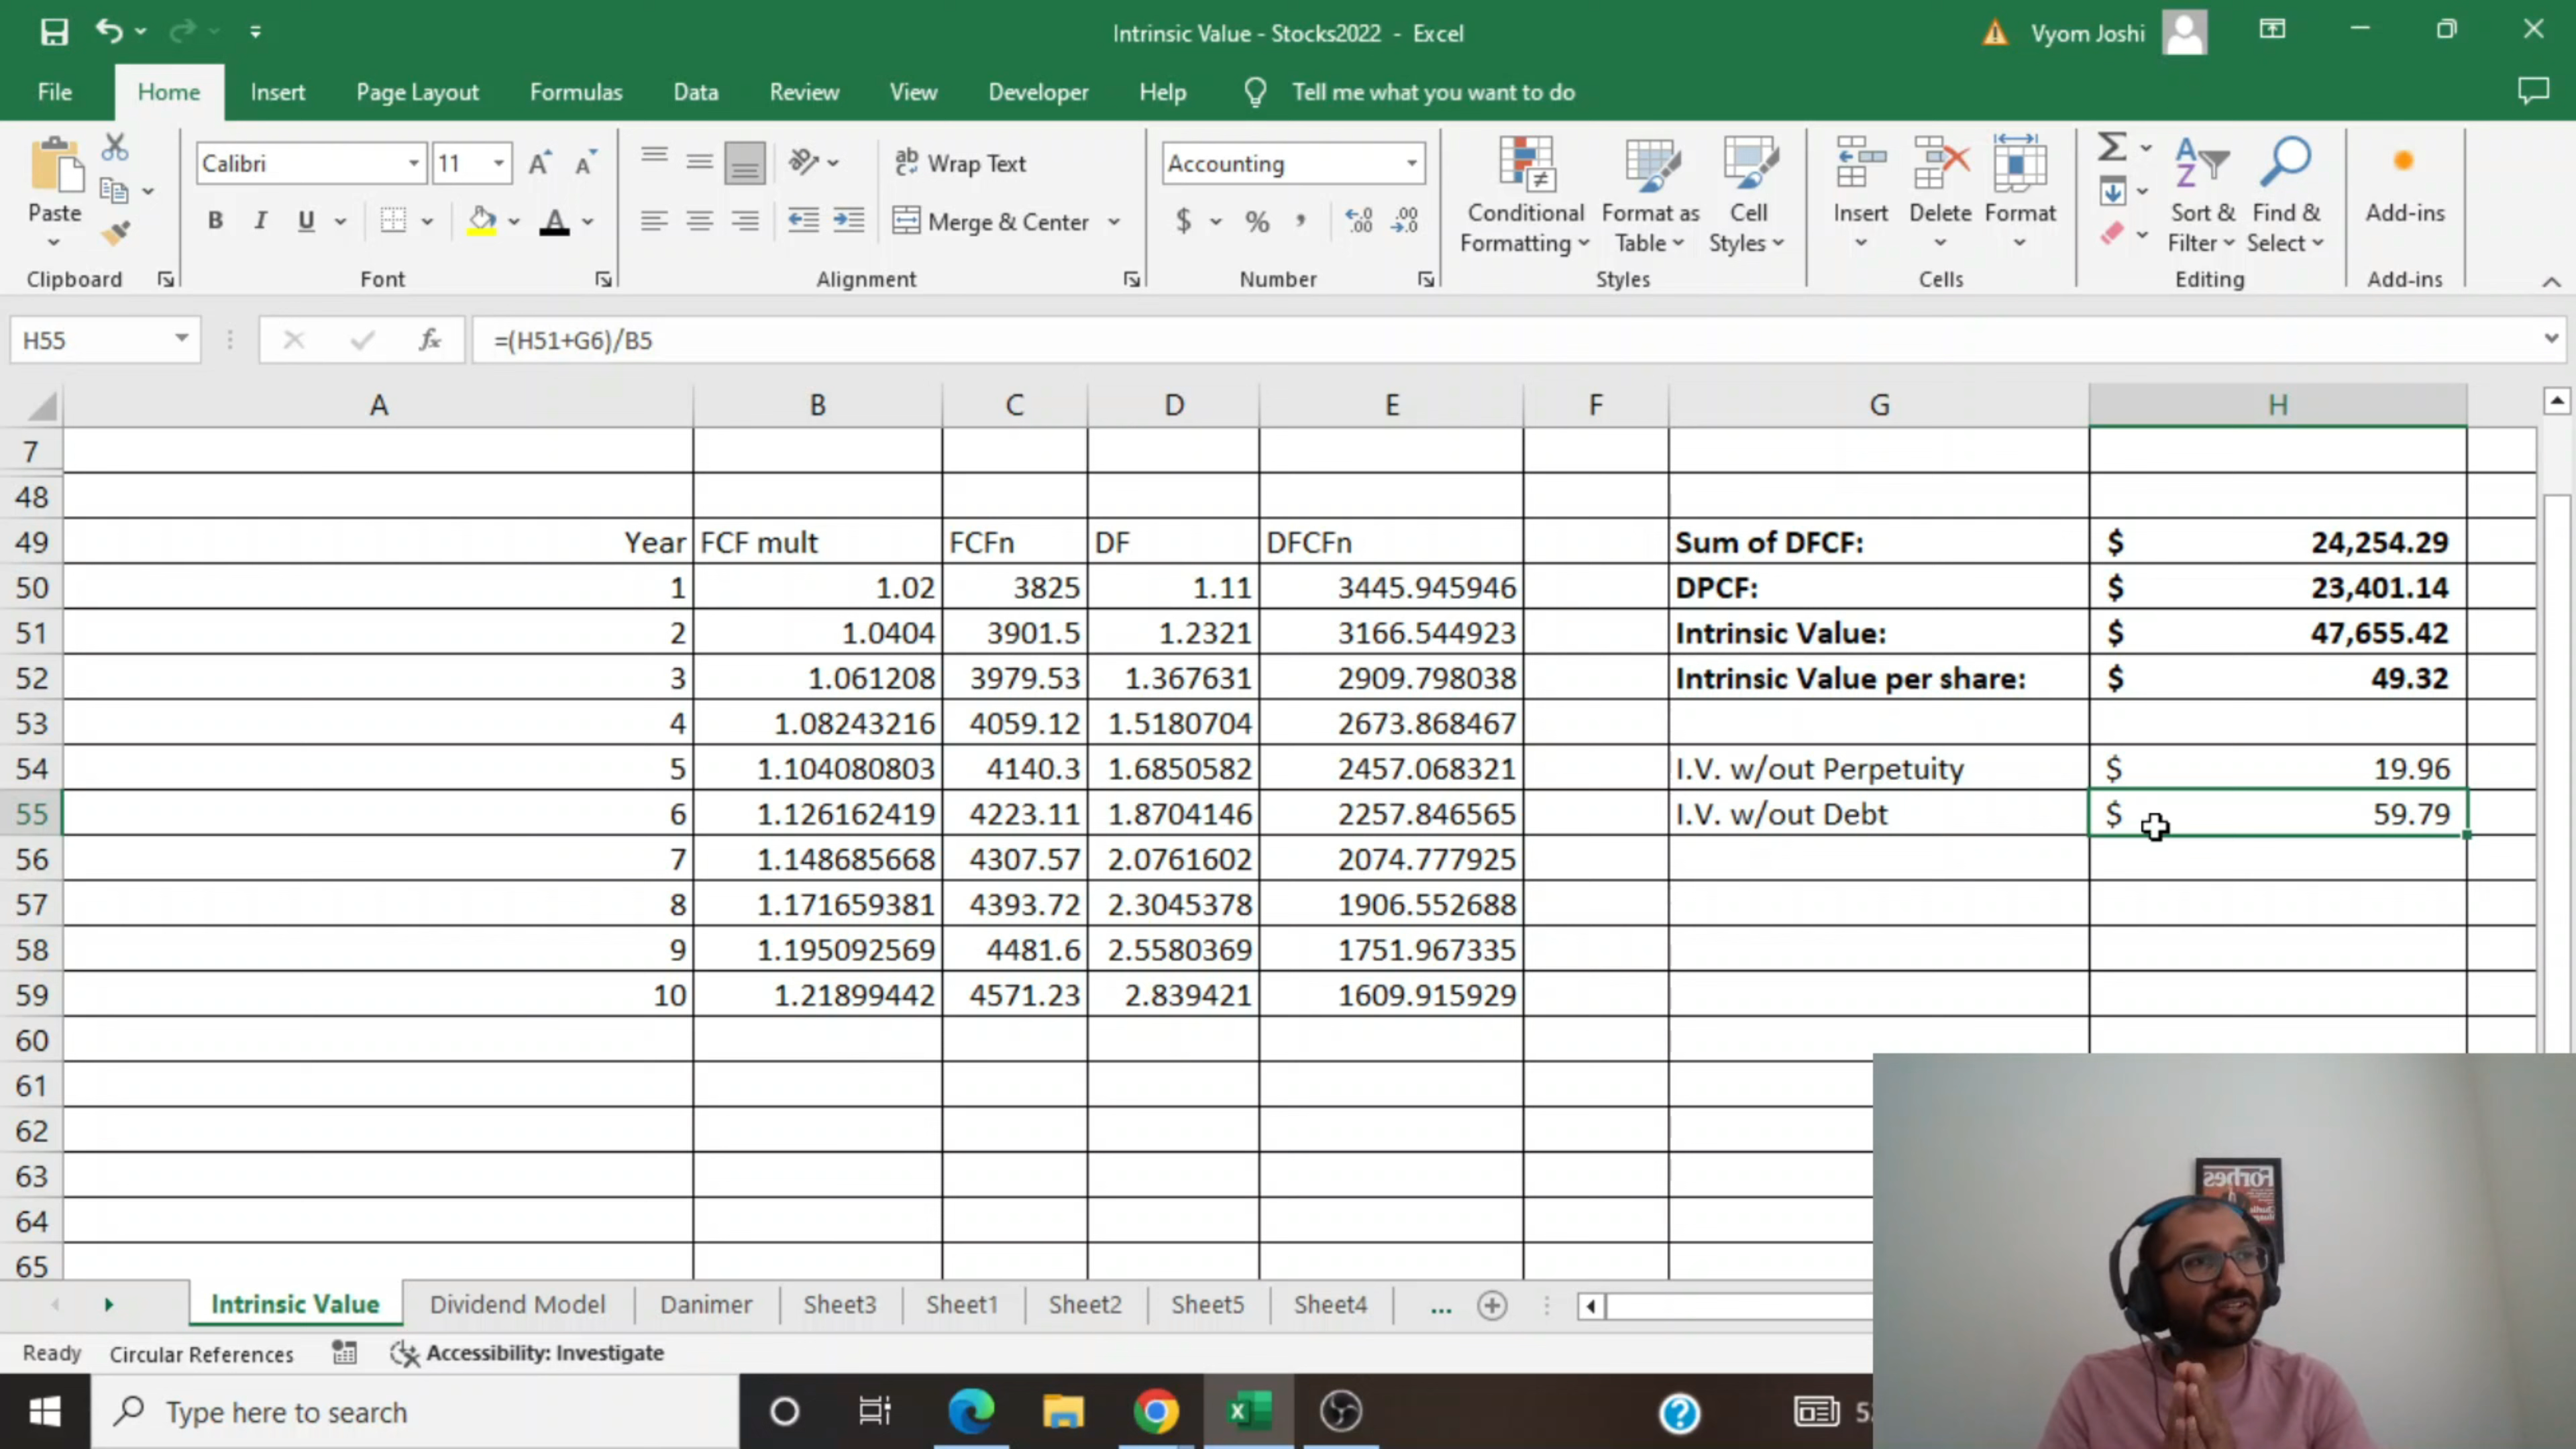 Intrinsic Value - Stocks2022 - Excel
Vyom Joshi
File Home Insert Page Layout Formulas Data Review View Developer Help Tell me what you want to do
Paste
Clipboard
Calibri 11
B I U A
Font
Wrap Text
Merge & Center
Alignment
Accounting
$ % ,
Number
Conditional Formatting
Format as Table
Cell Styles
Styles
Insert Delete Format
Cells
Sort & Filter
Find & Select
Editing
Add-ins
Add-ins
H55 fx =(H51+G6)/B5
A B C D E F G H
7
48
49 Year FCF mult FCFn DF DFCFn Sum of DFCF: $ 24,254.29
50 1 1.02 3825 1.11 3445.945946 DPCF: $ 23,401.14
51 2 1.0404 3901.5 1.2321 3166.544923 Intrinsic Value: $ 47,655.42
52 3 1.061208 3979.53 1.367631 2909.798038 Intrinsic Value per share: $ 49.32
53 4 1.08243216 4059.12 1.5180704 2673.868467
54 5 1.104080803 4140.3 1.6850582 2457.068321 I.V. w/out Perpetuity $ 19.96
55 6 1.126162419 4223.11 1.8704146 2257.846565 I.V. w/out Debt $ 59.79
56 7 1.148685668 4307.57 2.0761602 2074.777925
57 8 1.171659381 4393.72 2.3045378 1906.552688
58 9 1.195092569 4481.6 2.5580369 1751.967335
59 10 1.21899442 4571.23 2.839421 1609.915929
60
61
62
63
64
65
Forbes
Intrinsic Value Dividend Model Danimer Sheet3 Sheet1 Sheet2 Sheet5 Sheet4 ...
Ready Circular References Accessibility: Investigate
Type here to search